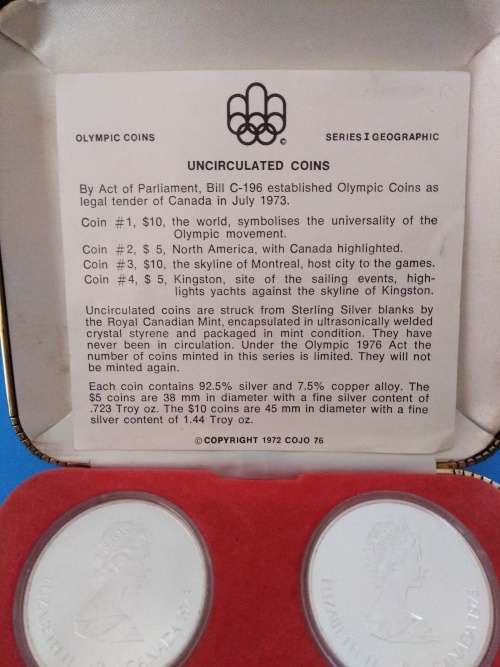 OLYMPIC COINS
©
SERIES I GEOGRAPHIC
UNCIRCULATED COINS
By Act of Parliament, Bill C-196 established Olympic Coins as
legal tender of Canada in July 1973.
Coin #1, $10, the world, symbolises the universality of the
Olympic movement.
Coin #2, $ 5, North America, with Canada highlighted.
Coin #3, $10, the skyline of Montreal, host city to the games.
Coin #4, $ 5, Kingston, site of the sailing events, high-
lights yachts against the skyline of Kingston.
Uncirculated coins are struck from Sterling Silver blanks by
the Royal Canadian Mint, encapsulated in ultrasonically welded
crystal styrene and packaged in mint condition. They have
never been in circulation. Under the Olympic 1976 Act the
number of coins minted in this series is limited. They will not
be minted again.
Each coin contains 92.5% silver and 7.5% copper alloy. The
$5 coins are 38 mm in diameter with a fine silver content of
.723 Troy oz. The $10 coins are 45 mm in diameter with a fine
silver content of 1.44 Troy oz.
© COPYRIGHT 1972 COJO 76
ELIZABETH II CANADA
ELIZABETH II CANADA